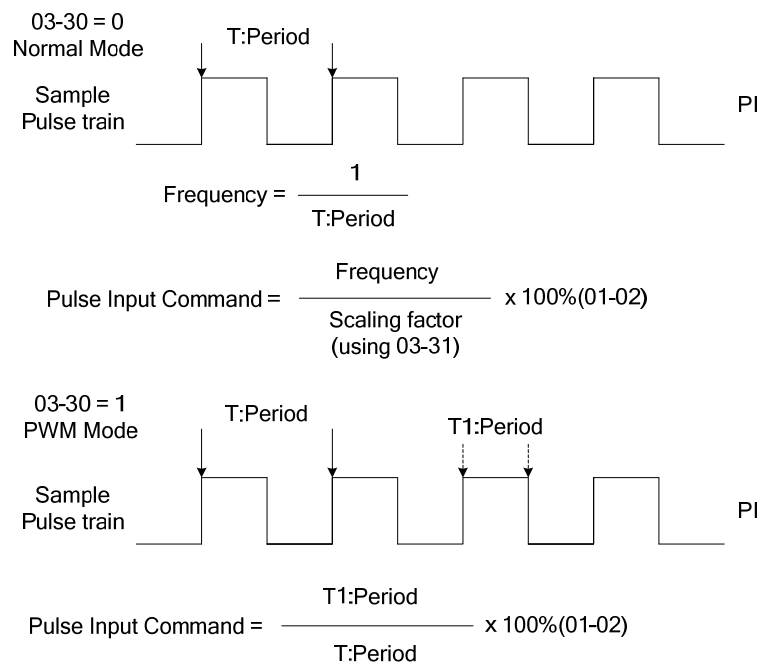 03-30 = 0
Normal Mode
T:Period
Sample
Pulse train
PI
Frequency =
1
T:Period
Pulse Input Command =
Frequency
Scaling factor
(using 03-31)
x 100%(01-02)
03-30 = 1
PWM Mode
T:Period
T1:Period
Sample
Pulse train
PI
Pulse Input Command =
T1:Period
T:Period
x 100%(01-02)